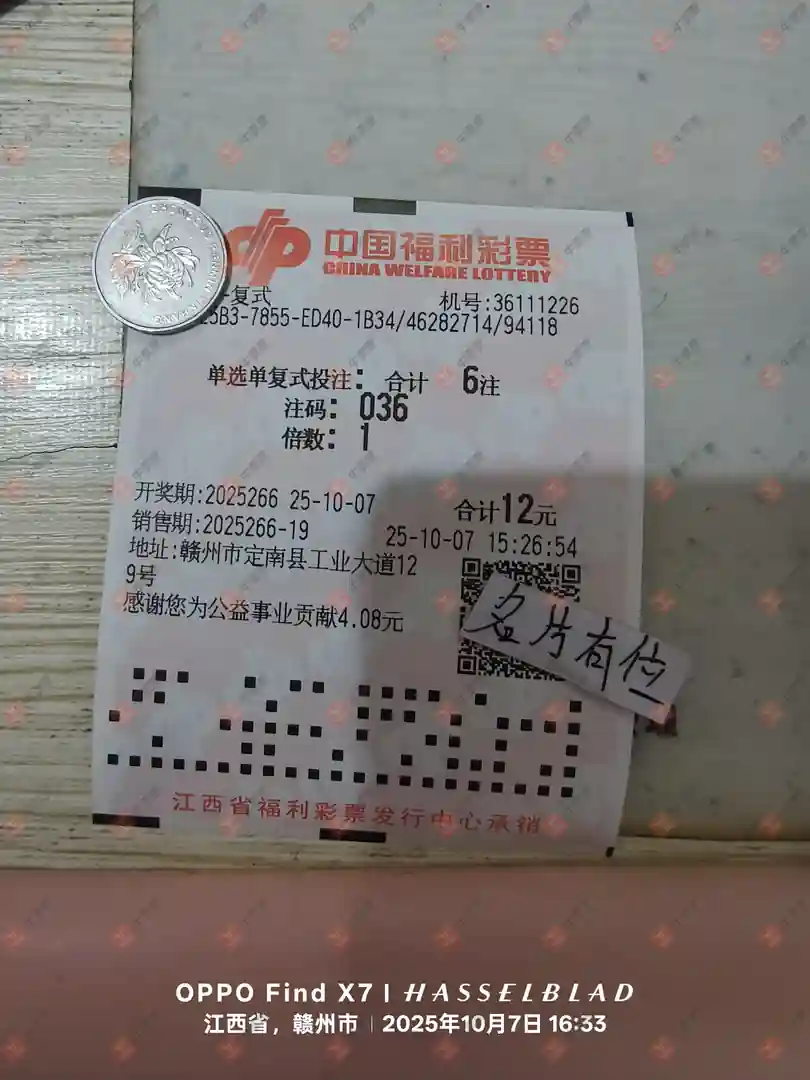 中国福利彩票
CHINA WELFARE LOTTERY
复式
机号:36111226
5B3-7855-ED40-1B34/46282714/94118
单选单复式投注: 合计 6注
注码: 036
倍数: 1
开奖期:2025266 25-10-07
合计12元
销售期:2025266-19
25-10-07 15:26:54
地址:赣州市定南县工业大道12
9号
感谢您为公益事业贡献4.08元
名片有位
江西省福利彩票发行中心承销
OPPO Find X7 | HASSELBLAD
江西省，赣州市 | 2025年10月7日 16:33